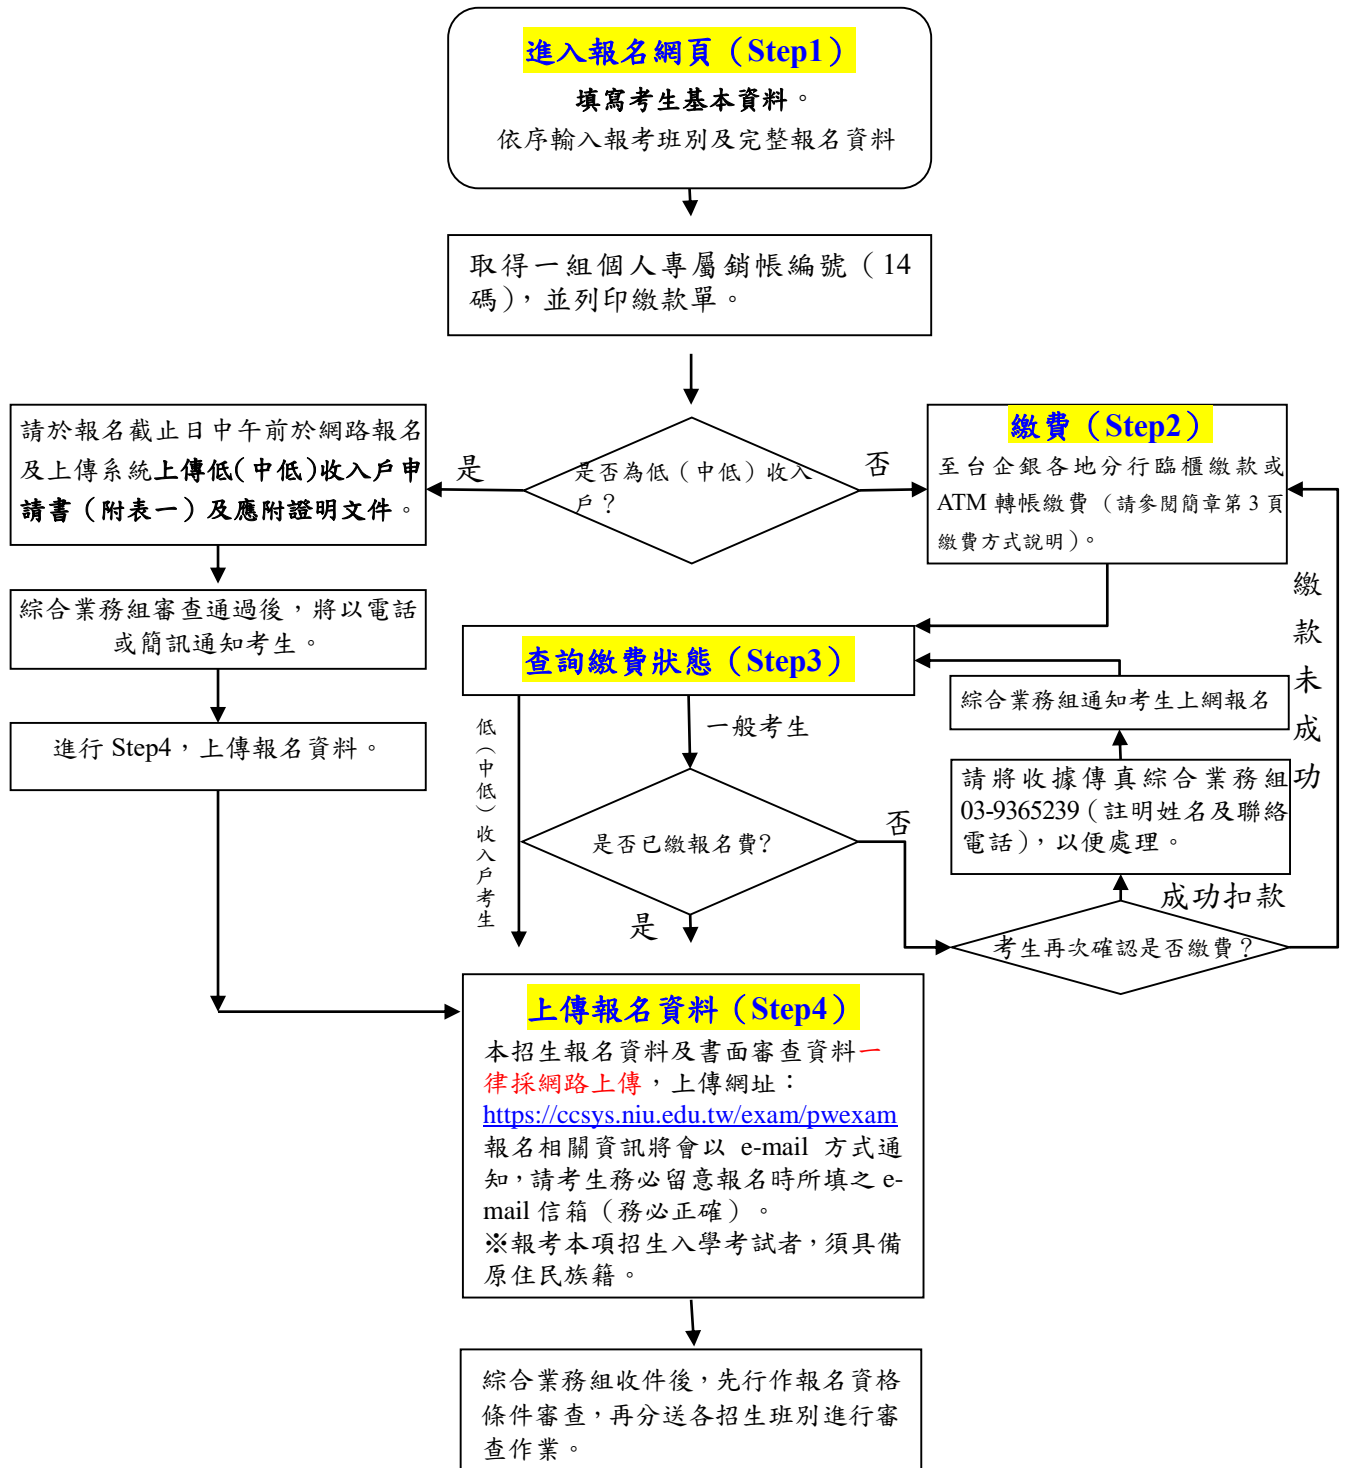 進入報名網頁（Step1）
填寫考生基本資料。
依序輸入報考班別及完整報名資料
取得一組個人專屬銷帳編號（14
碼），並列印繳款單。
請於報名截止日中午前於網路報名
及上傳系統上傳低(中低)收入戶申
請書（附表一）及應附證明文件。
是
是否為低（中低）收入
戶？
否
繳費（Step2）
至台企銀各地分行臨櫃繳款或
ATM 轉帳繳費（請參閱簡章第 3 頁
繳費方式說明）。
綜合業務組審查通過後，將以電話
或簡訊通知考生。
進行 Step4，上傳報名資料。
查詢繳費狀態（Step3）
低（中低）收入戶考生
一般考生
是否已繳報名費?
否
是
綜合業務組通知考生上網報名
請將收據傳真綜合業務組
03-9365239（註明姓名及聯絡
電話），以便處理。
成功扣款
考生再次確認是否繳費？
繳款未成功
上傳報名資料（Step4）
本招生報名資料及書面審查資料一
律採網路上傳，上傳網址：
https://ccsys.niu.edu.tw/exam/pwexam
報名相關資訊將會以 e-mail 方式通
知，請考生務必留意報名時所填之 e-
mail 信箱（務必正確）。
※報考本項招生入學考試者，須具備
原住民族籍。
綜合業務組收件後，先行作報名資格
條件審查，再分送各招生班別進行審
查作業。